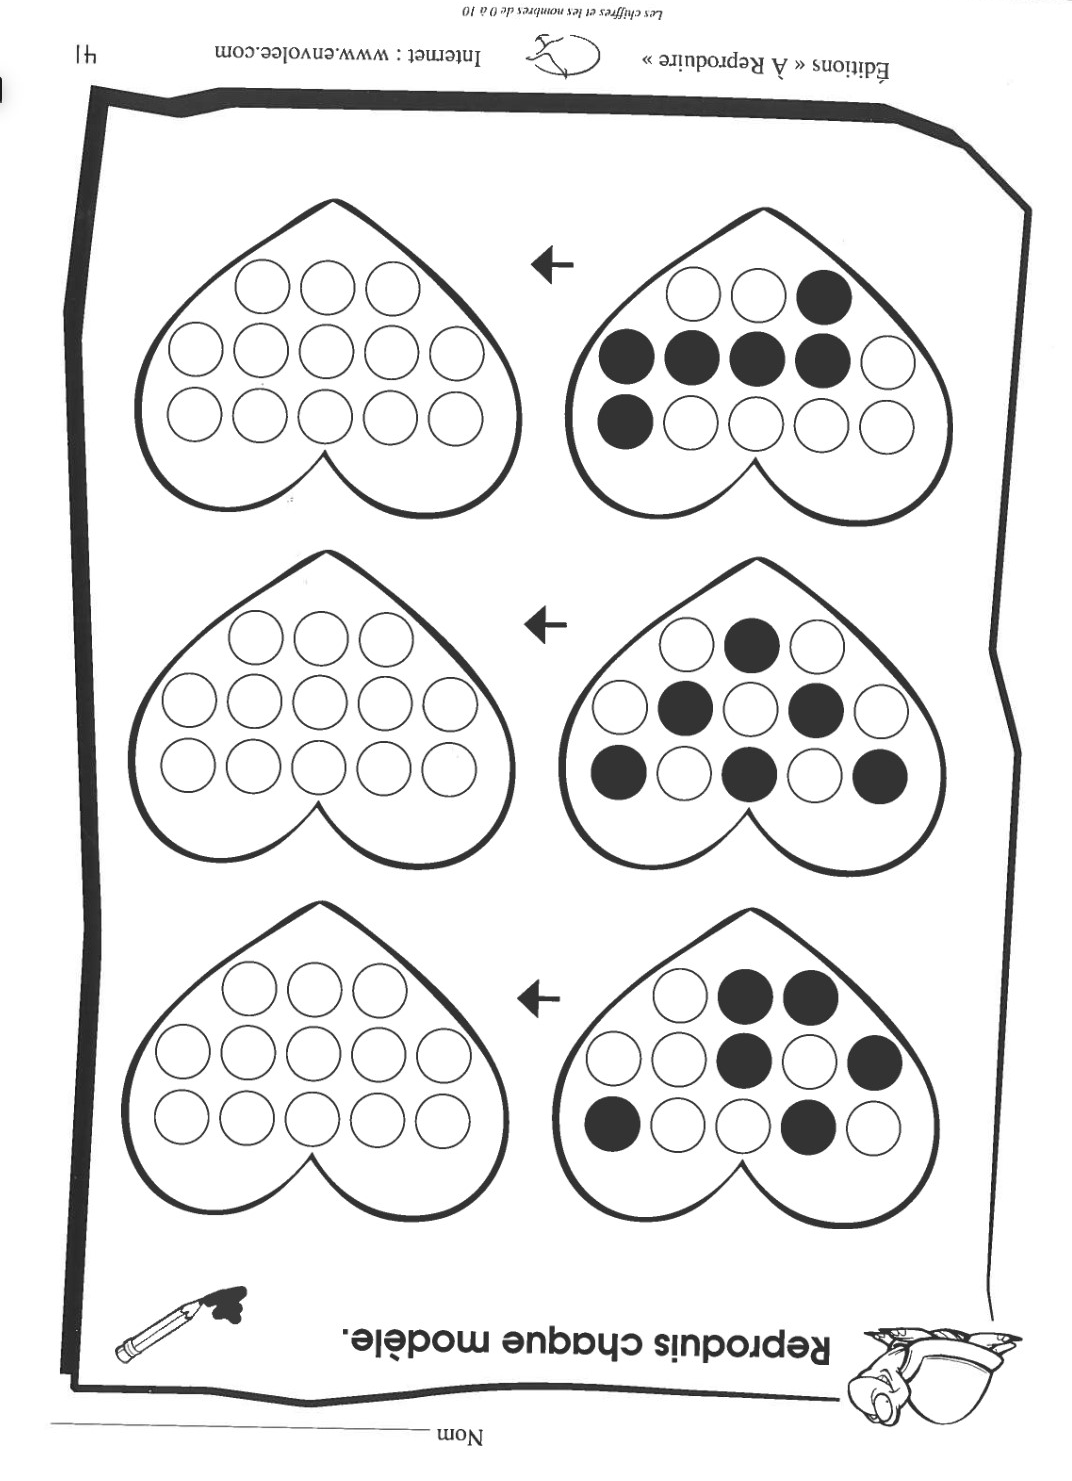 Nom
Reproduis chaque modèle.
Éditions « À Reproduire » Internet : www.envolee.com 41
Les chiffres et les nombres de 0 à 10